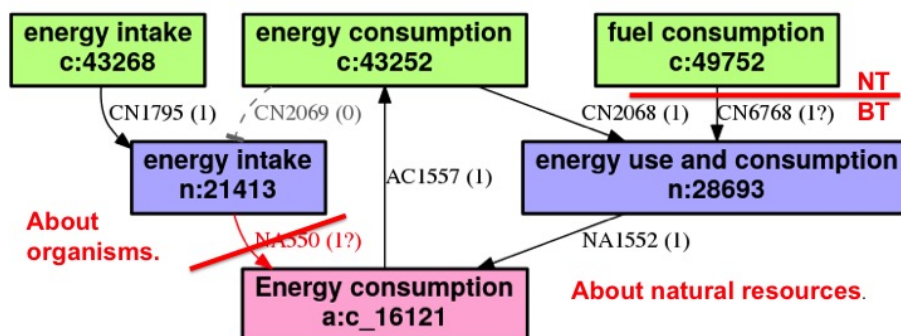 energy intake
c:43268
energy consumption
c:43252
fuel consumption
c:49752
NT
BT
CN1795 (1)
CN2069 (0)
CN2068 (1)
CN6768 (1?)
energy intake
n:21413
AC1557 (1)
energy use and consumption
n:28693
About
organisms.
NA550 (1?)
NA1552 (1)
Energy consumption
a:c_16121
About natural resources.